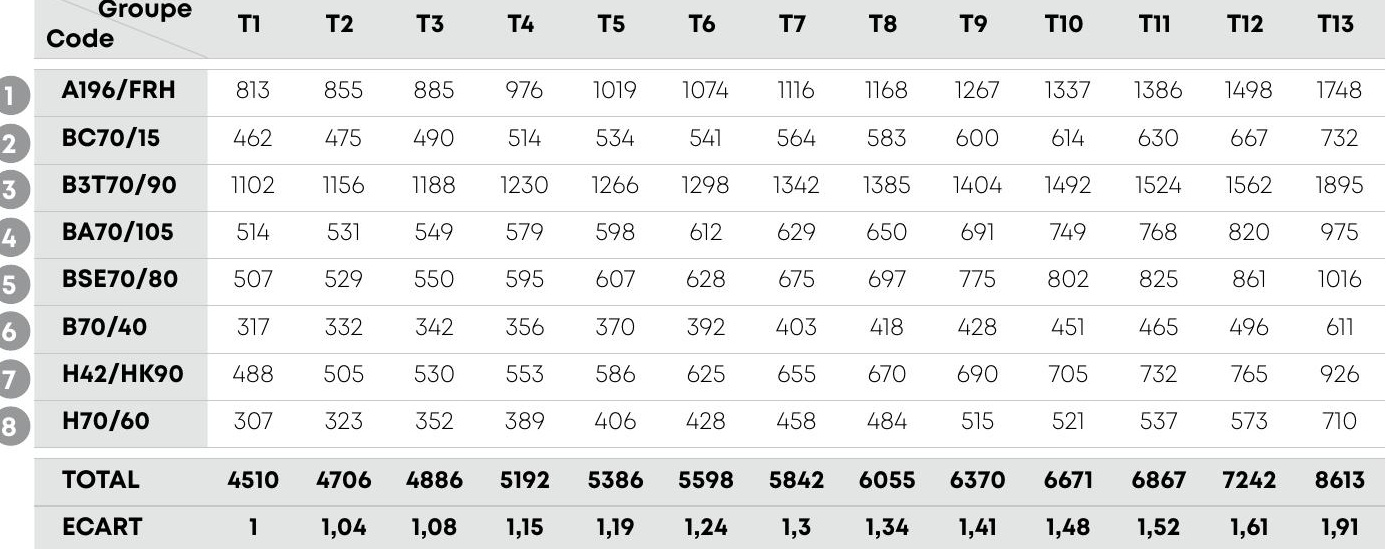 Groupe T1 T2 T3 T4 T5 T6 T7 T8 T9 T10 T11 T12 T13
Code
1 A196/FRH 813 855 885 976 1019 1074 1116 1168 1267 1337 1386 1498 1748
2 BC70/15 462 475 490 514 534 541 564 583 600 614 630 667 732
3 B3T70/90 1102 1156 1188 1230 1266 1298 1342 1385 1404 1492 1524 1562 1895
4 BA70/105 514 531 549 579 598 612 629 650 691 749 768 820 975
5 BSE70/80 507 529 550 595 607 628 675 697 775 802 825 861 1016
6 B70/40 317 332 342 356 370 392 403 418 428 451 465 496 611
7 H42/HK90 488 505 530 553 586 625 655 670 690 705 732 765 926
8 H70/60 307 323 352 389 406 428 458 484 515 521 537 573 710
TOTAL 4510 4706 4886 5192 5386 5598 5842 6055 6370 6671 6867 7242 8613
ECART 1 1,04 1,08 1,15 1,19 1,24 1,3 1,34 1,41 1,48 1,52 1,61 1,91